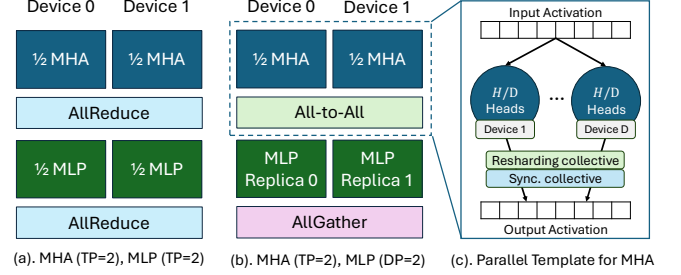 Device 0 Device 1
½ MHA ½ MHA
AllReduce
½ MLP ½ MLP
AllReduce
(a). MHA (TP=2), MLP (TP=2)
Device 0 Device 1
½ MHA ½ MHA
All-to-All
MLP Replica 0
MLP Replica 1
AllGather
(b). MHA (TP=2), MLP (DP=2)
Input Activation
H/D Heads
...
H/D Heads
Device 1
Device D
Resharding collective
Sync. collective
Output Activation
(c). Parallel Template for MHA